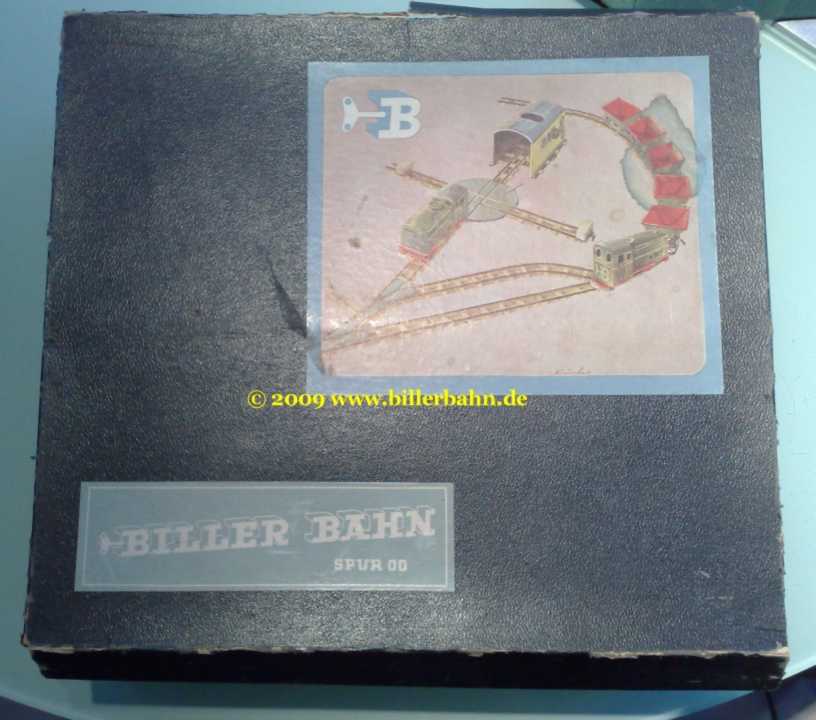 B
© 2009 www.billerbahn.de
BILLER BAHN
SPUR 00